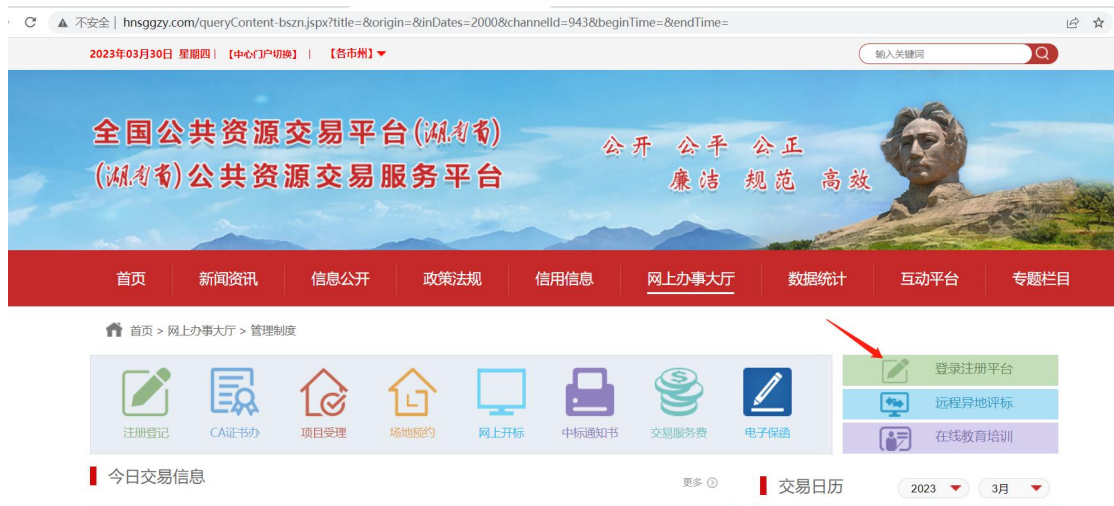 不安全 | hnsggzy.com/queryContent-bszn.jspx?title=&origin=&inDates=2000&channelId=943&beginTime=&endTime=
2023年03月30日 星期四 | 【中心门户切换】 | 【各市州】
输入关键词
全国公共资源交易平台(湖南省)
(湖南省)公共资源交易服务平台
公开 公平 公正
廉洁 规范 高效
首页 新闻资讯 信息公开 政策法规 信用信息 网上办事大厅 数据统计 互动平台 专题栏目
首页 > 网上办事大厅 > 管理制度
注册登记 CA证书办 项目受理 场地预约 网上开标 中标通知书 交易服务费 电子保函
登录注册平台
远程异地评标
在线教育培训
今日交易信息 更多
交易日历 2023 3月